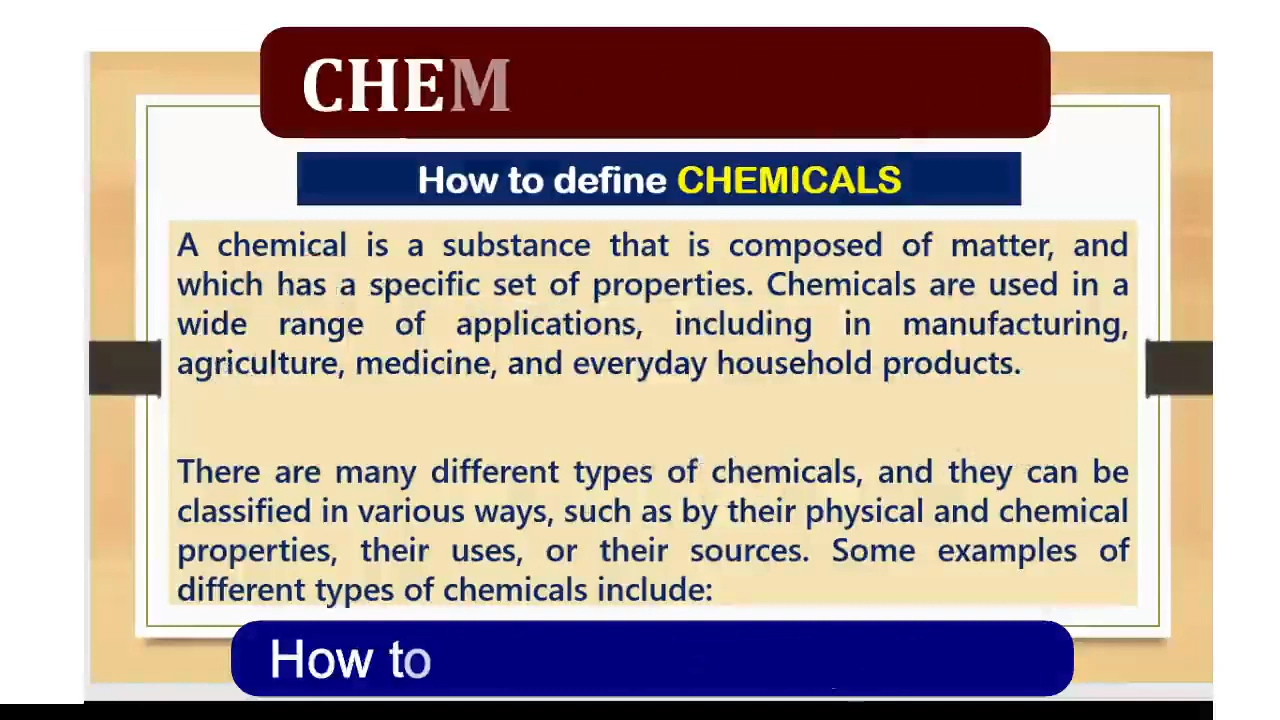 CHEM
How to define CHEMICALS
A chemical is a substance that is composed of matter, and
which has a specific set of properties. Chemicals are used in a
wide range of applications, including in manufacturing,
agriculture, medicine, and everyday household products.
There are many different types of chemicals, and they can be
classified in various ways, such as by their physical and chemical
properties, their uses, or their sources. Some examples of
different types of chemicals include:
How to